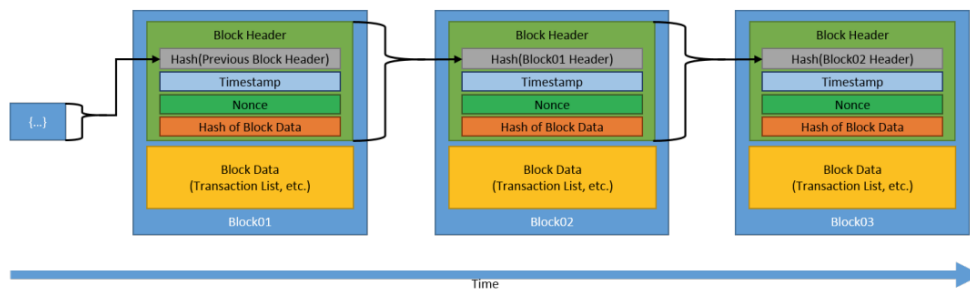 {...}
Block Header
Hash(Previous Block Header)
Timestamp
Nonce
Hash of Block Data
Block Data
(Transaction List, etc.)
Block01
Block Header
Hash(Block01 Header)
Timestamp
Nonce
Hash of Block Data
Block Data
(Transaction List, etc.)
Block02
Block Header
Hash(Block02 Header)
Timestamp
Nonce
Hash of Block Data
Block Data
(Transaction List, etc.)
Block03
Time